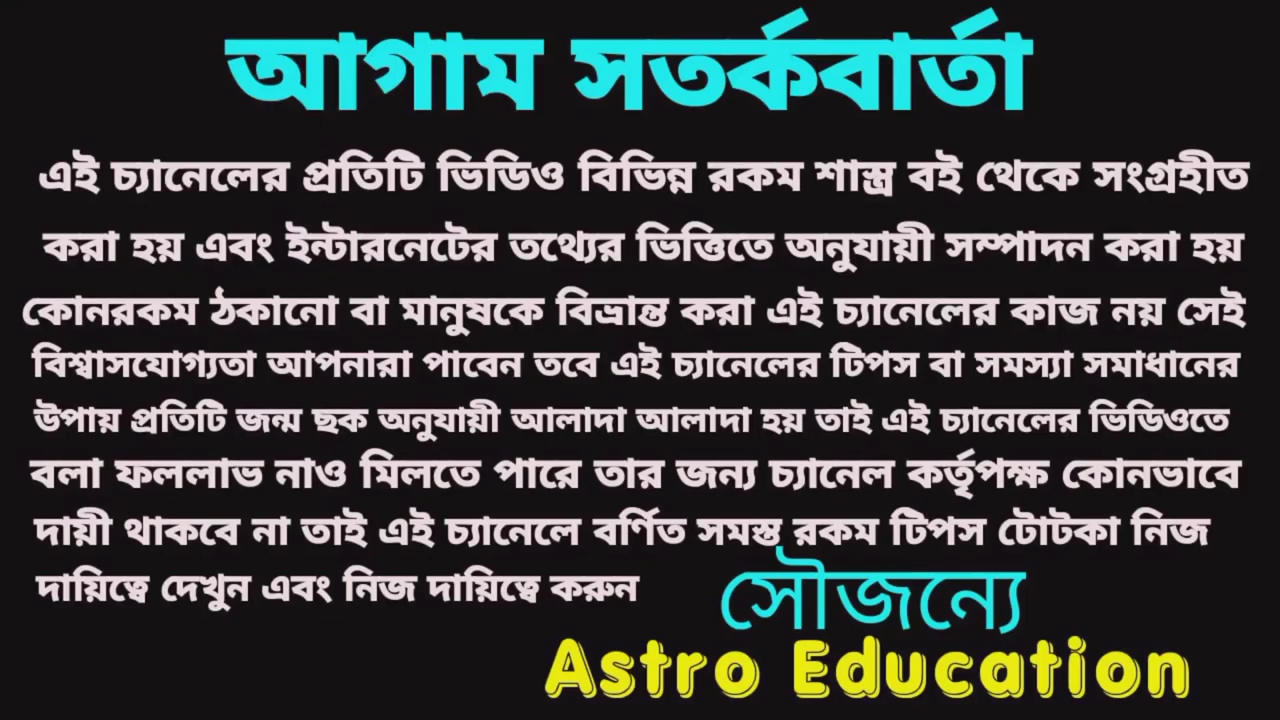 আগাম সতর্কবার্তা
এই চ্যানেলের প্রতিটি ভিডিও বিভিন্ন রকম শাস্ত্র বই থেকে সংগ্রহীত
করা হয় এবং ইন্টারনেটের তথ্যের ভিত্তিতে অনুযায়ী সম্পাদন করা হয়
কোনরকম ঠকানো বা মানুষকে বিভ্রান্ত করা এই চ্যানেলের কাজ নয় সেই
বিশ্বাসযোগ্যতা আপনারা পাবেন তবে এই চ্যানেলের টিপস বা সমস্যা সমাধানের
উপায় প্রতিটি জন্ম ছক অনুযায়ী আলাদা আলাদা হয় তাই এই চ্যানেলের ভিডিওতে
বলা ফললাভ নাও মিলতে পারে তার জন্য চ্যানেল কর্তৃপক্ষ কোনভাবে
দায়ী থাকবে না তাই এই চ্যানেলে বর্ণিত সমস্ত রকম টিপস টোটকা নিজ
দায়িত্বে দেখুন এবং নিজ দায়িত্বে করুন
সৌজন্যে
Astro Education